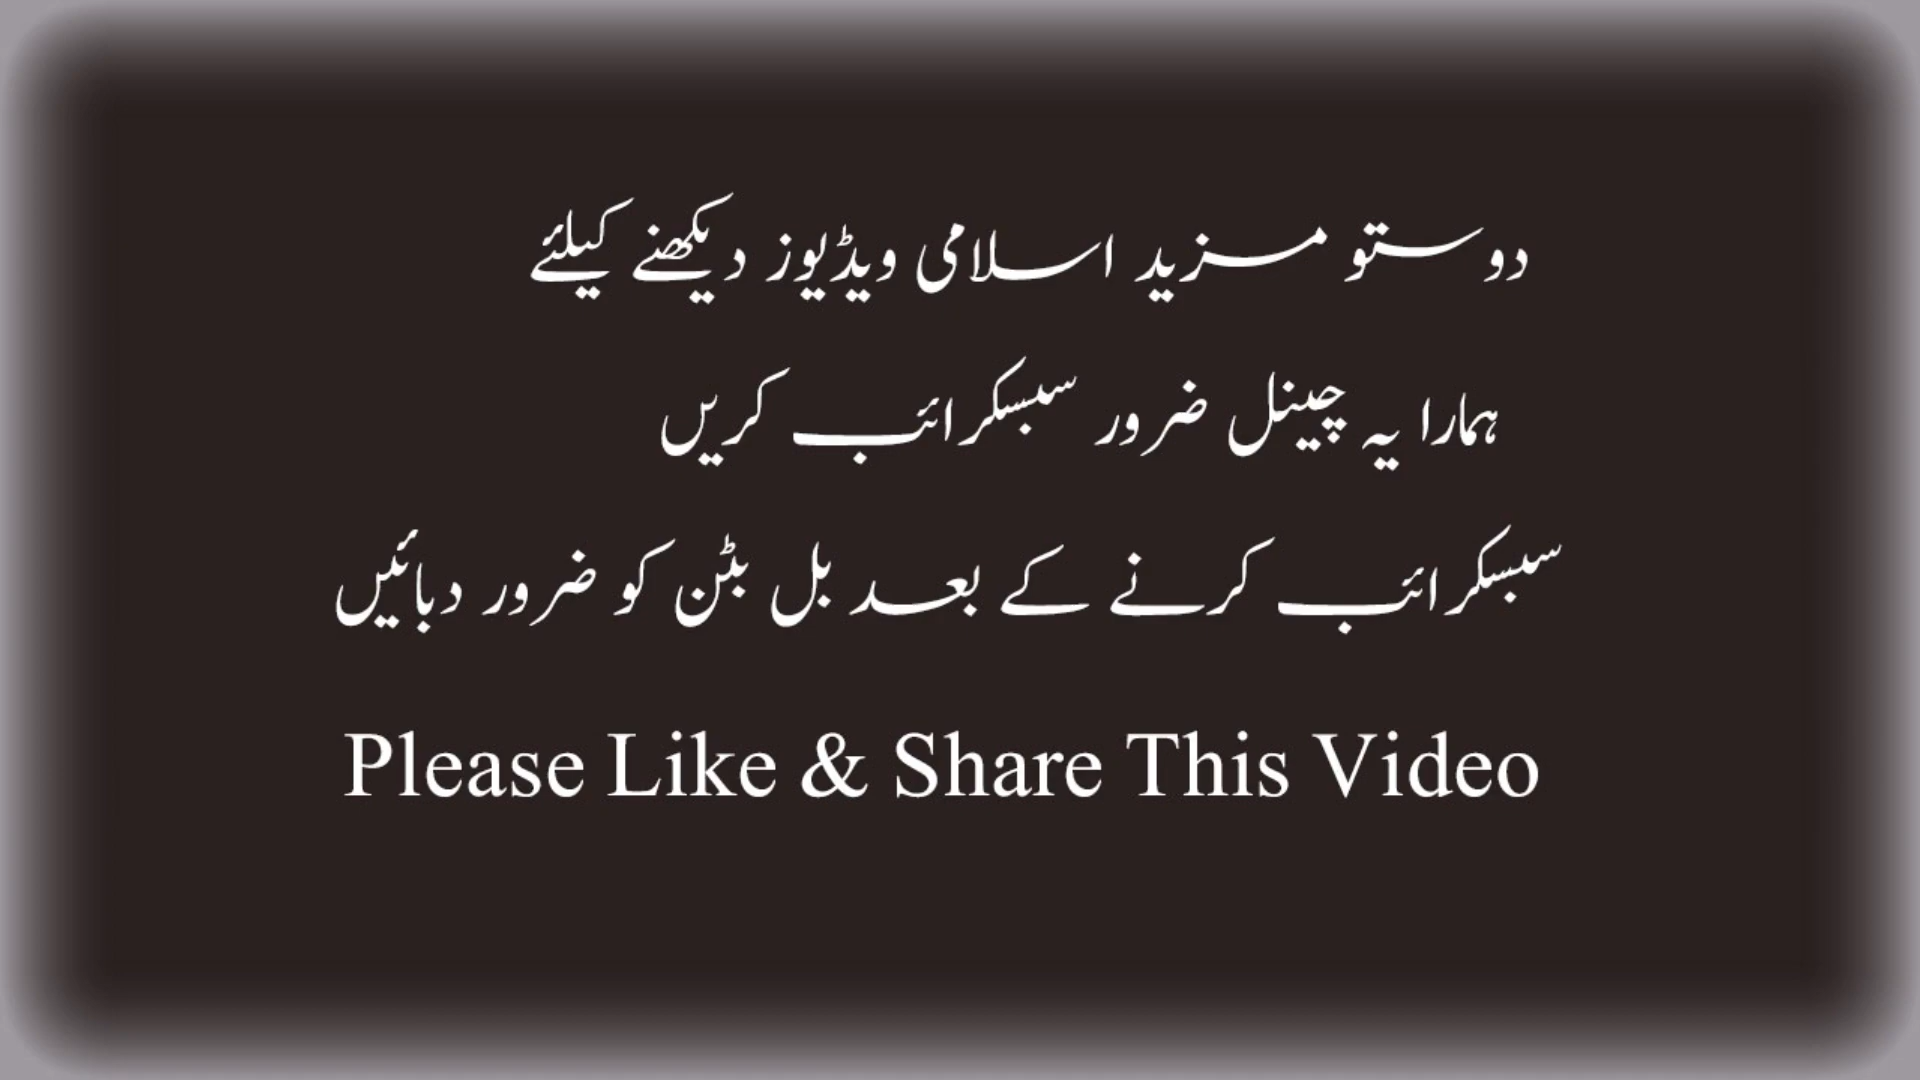 دوستو مزید اسلامی ویڈیوز دیکھنے کیلئے
ہمارا یہ چینل ضرور سبسکرائب کریں
سبسکرائب کرنے کے بعد بل بٹن کو ضرور دبائیں
Please Like & Share This Video